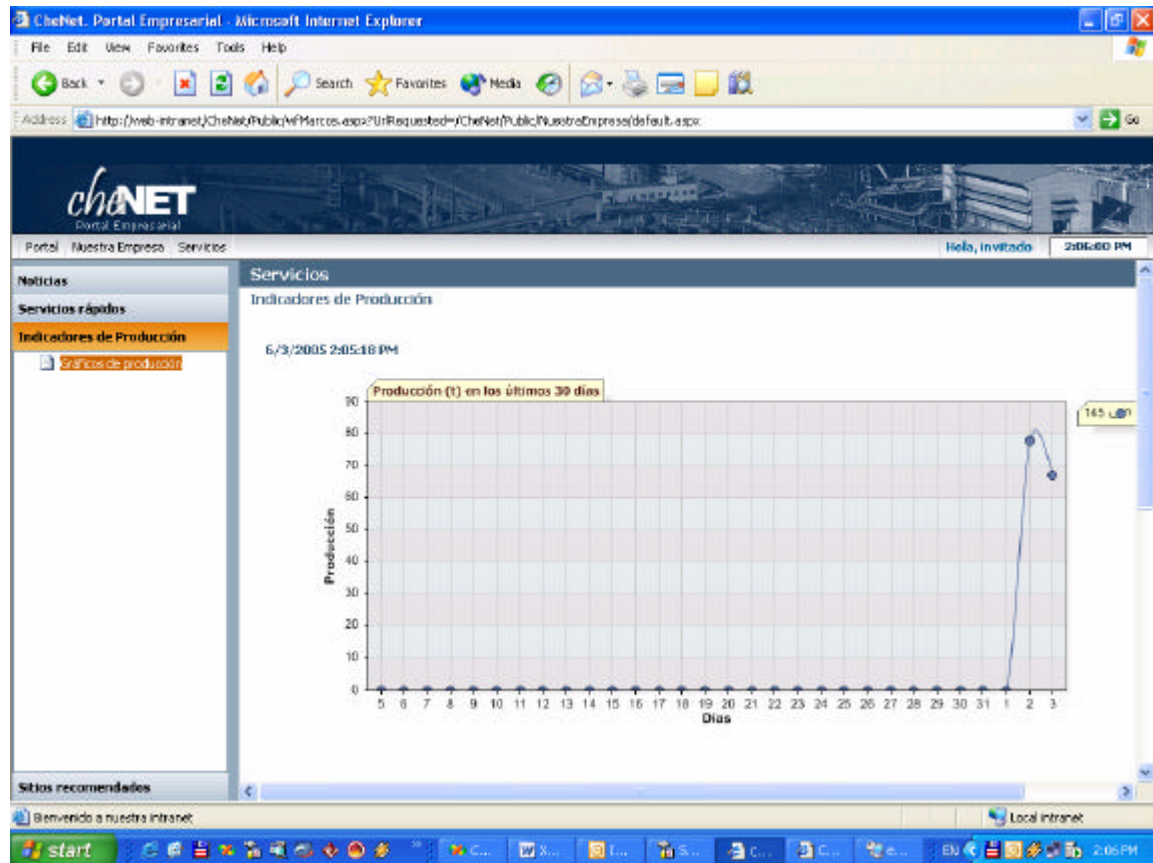 CheNet. Portal Empresarial - Microsoft Internet Explorer
File Edit View Favorites Tools Help
Back Search Favorites Media
Address http://web-intranet/CheNet/Public/wfMarcos.aspx?UrlRequested=/CheNet/Public/NuestraEmpresa/default.aspx Go
cheNET
Portal Empresarial
Portal Nuestra Empresa Servicios Hola, invitado 2:06:00 PM
Noticias
Servicios rápidos
Indicadores de Producción
Gráficos de producción
Sitios recomendados
Servicios
Indicadores de Producción
6/3/2005 2:05:18 PM
Producción (t) en los últimos 30 días
90
80
70
60
50
40
30
20
10
0
Producción
5 6 7 8 9 10 11 12 13 14 15 16 17 18 19 20 21 22 23 24 25 26 27 28 29 30 31 1 2 3
Días
Bienvenido a nuestra intranet Local intranet
start C... X... I... S... C... C... e... EN 2:06 PM